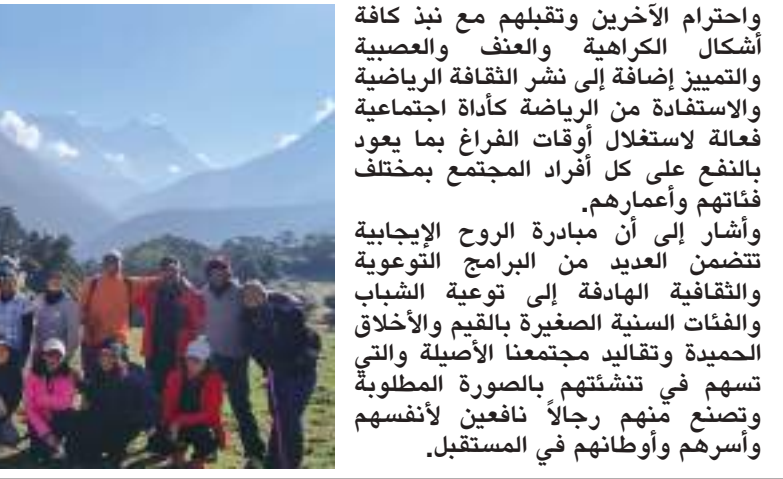 واحترام الآخرين وتقبلهم مع نبذ كافة
أشكال الكراهية والعنف والعصبية
والتمييز إضافة إلى نشر الثقافة الرياضية
والاستفادة من الرياضة كأداة اجتماعية
فعالة لاستغلال أوقات الفراغ بما يعود
بالنفع على كل أفراد المجتمع بمختلف
فئاتهم وأعمارهم.
وأشار إلى أن مبادرة الروح الإيجابية
تتضمن العديد من البرامج التوعوية
والثقافية الهادفة إلى توعية الشباب
والفئات السنية الصغيرة بالقيم والأخلاق
الحميدة وتقاليد مجتمعنا الأصيلة والتي
تسهم في تنشئتهم بالصورة المطلوبة
وتصنع منهم رجالاً نافعين لأنفسهم
وأسرهم وأوطانهم في المستقبل.